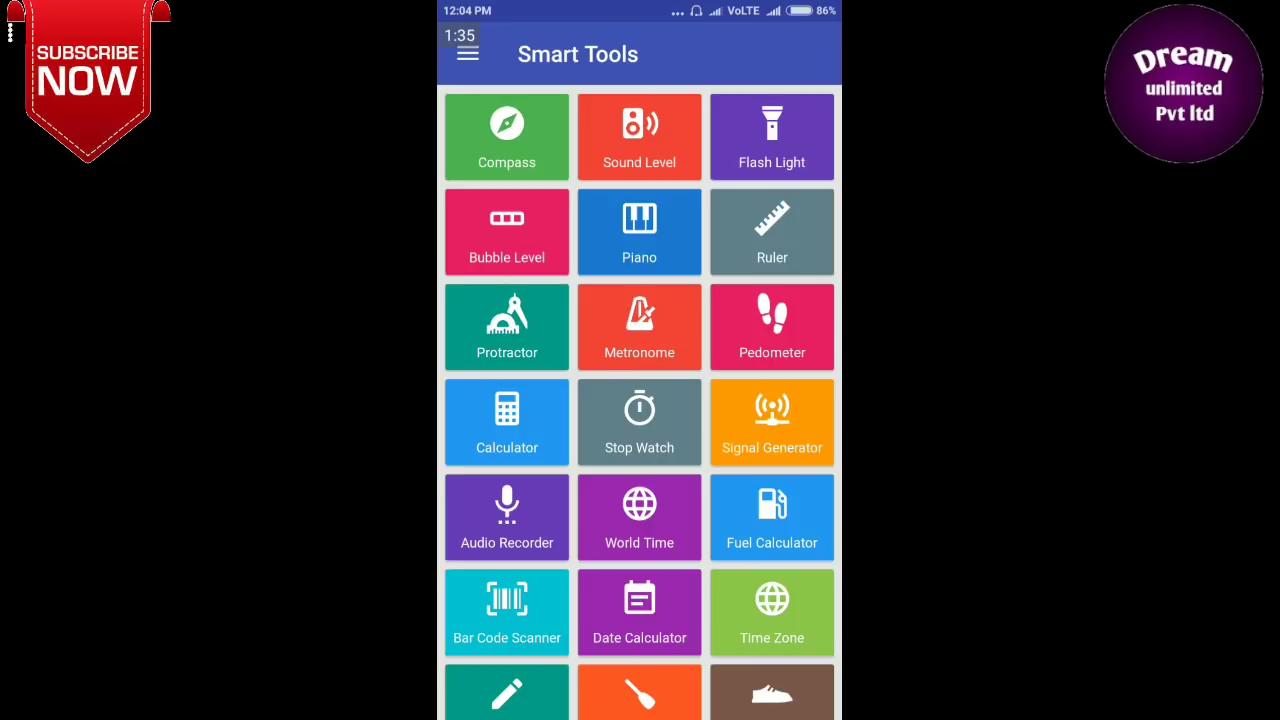 SUBSCRIBE
NOW
12:04 PM
VoLTE
86%
1:35
Smart Tools
Dream
unlimited
Pvt ltd
Compass
Sound Level
Flash Light
Bubble Level
Piano
Ruler
Protractor
Metronome
Pedometer
Calculator
Stop Watch
Signal Generator
Audio Recorder
World Time
Fuel Calculator
Bar Code Scanner
Date Calculator
Time Zone